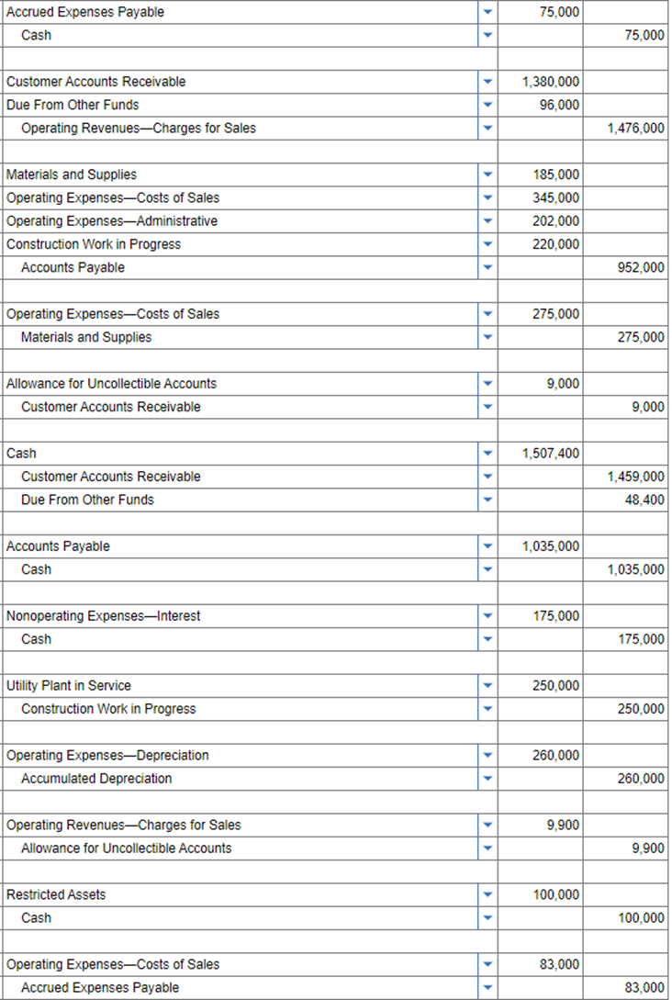 Accrued Expenses Payable 75,000
Cash 75,000
Customer Accounts Receivable 1,380,000
Due From Other Funds 96,000
Operating Revenues—Charges for Sales 1,476,000
Materials and Supplies 185,000
Operating Expenses—Costs of Sales 345,000
Operating Expenses—Administrative 202,000
Construction Work in Progress 220,000
Accounts Payable 952,000
Operating Expenses—Costs of Sales 275,000
Materials and Supplies 275,000
Allowance for Uncollectible Accounts 9,000
Customer Accounts Receivable 9,000
Cash 1,507,400
Customer Accounts Receivable 1,459,000
Due From Other Funds 48,400
Accounts Payable 1,035,000
Cash 1,035,000
Nonoperating Expenses—Interest 175,000
Cash 175,000
Utility Plant in Service 250,000
Construction Work in Progress 250,000
Operating Expenses—Depreciation 260,000
Accumulated Depreciation 260,000
Operating Revenues—Charges for Sales 9,900
Allowance for Uncollectible Accounts 9,900
Restricted Assets 100,000
Cash 100,000
Operating Expenses—Costs of Sales 83,000
Accrued Expenses Payable 83,000